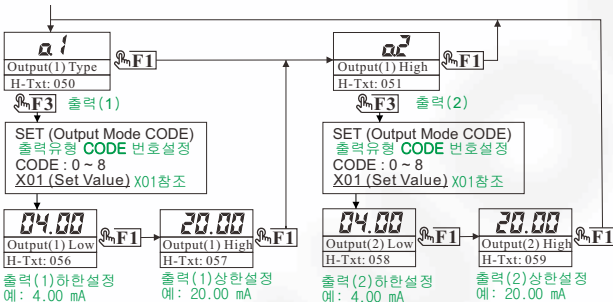 o.1
Output(1) Type
H-Txt: 050
F1
F3 출력(1)
SET (Output Mode CODE)
출력유형 CODE 번호설정
CODE : 0 ~ 8
X01 (Set Value) X01참조
04.00
Output(1) Low
H-Txt: 056
F1
출력(1)하한설정
예: 4.00 mA
20.00
Output(1) High
H-Txt: 057
F1
출력(1)상한설정
예: 20.00 mA
o.2
Output(1) High
H-Txt: 051
F1
F3 출력(2)
SET (Output Mode CODE)
출력유형 CODE 번호설정
CODE : 0 ~ 8
X01 (Set Value) X01참조
04.00
Output(2) Low
H-Txt: 058
F1
출력(2)하한설정
예: 4.00 mA
20.00
Output(2) High
H-Txt: 059
F1
출력(2)상한설정
예: 20.00 mA